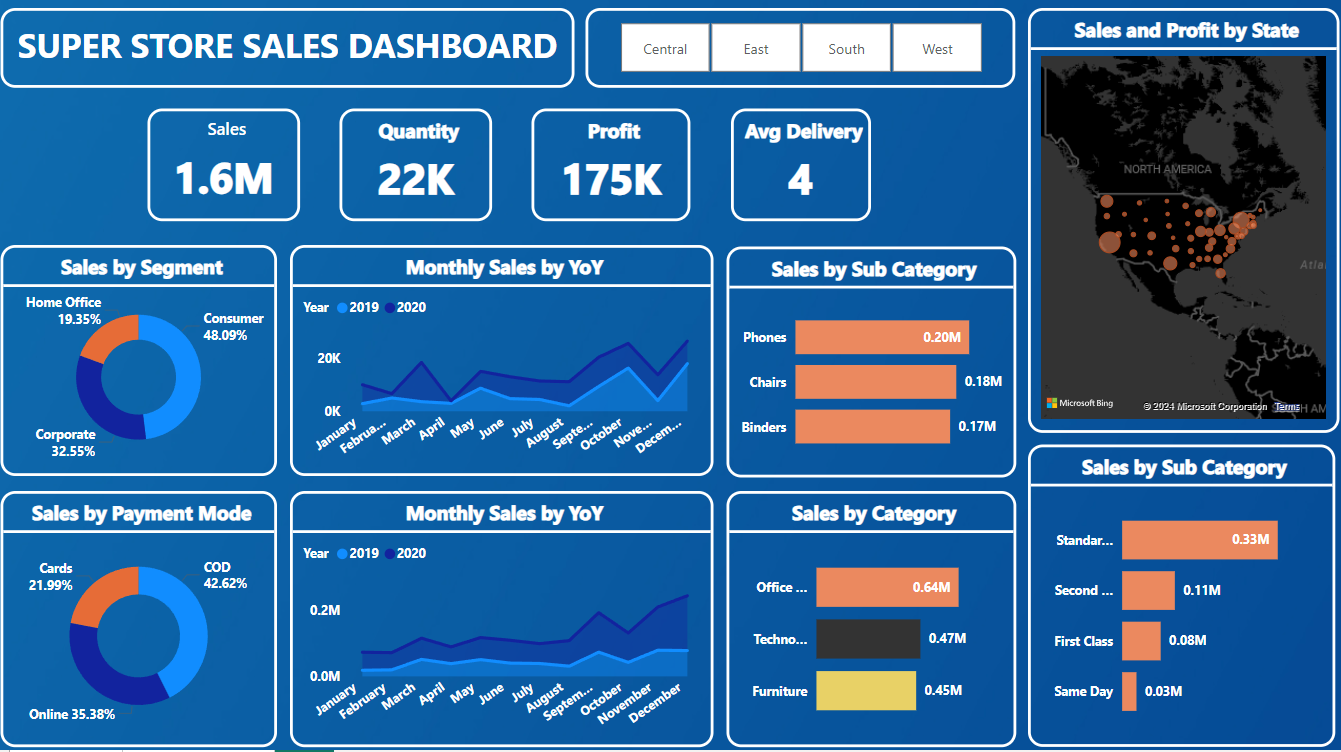 SUPER STORE SALES DASHBOARD
Central
East
South
West
Sales
1.6M
Quantity
22K
Profit
175K
Avg Delivery
4
Sales and Profit by State
NORTH AMERICA
Microsoft Bing
© 2024 Microsoft Corporation Terms
Sales by Segment
Home Office
19.35%
Consumer
48.09%
Corporate
32.55%
Monthly Sales by YoY
Year 2019 2020
20K
0K
January
Februa...
March
April
May
June
July
August
Septe...
October
Nove...
Decem...
Sales by Sub Category
Phones 0.20M
Chairs 0.18M
Binders 0.17M
Sales by Payment Mode
Cards
21.99%
COD
42.62%
Online 35.38%
Monthly Sales by YoY
Year 2019 2020
0.2M
0.0M
January
February
March
April
May
June
July
August
Septem...
October
November
December
Sales by Category
Office ... 0.64M
Techno... 0.47M
Furniture 0.45M
Sales by Sub Category
Standar... 0.33M
Second ... 0.11M
First Class 0.08M
Same Day 0.03M